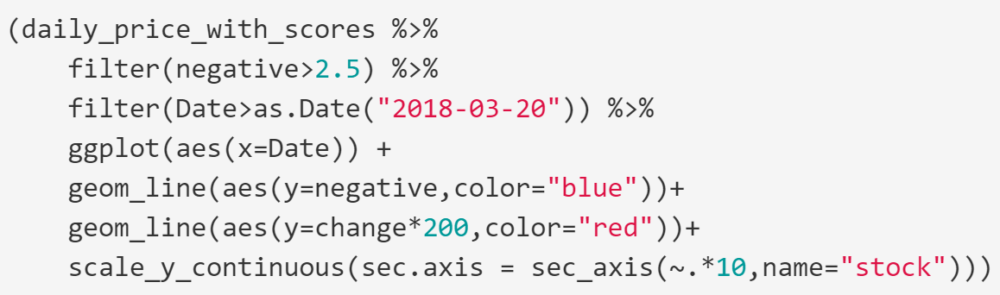 (daily_price_with_scores %>%
    filter(negative>2.5) %>%
    filter(Date>as.Date("2018-03-20")) %>%
    ggplot(aes(x=Date)) +
    geom_line(aes(y=negative,color="blue"))+
    geom_line(aes(y=change*200,color="red"))+
    scale_y_continuous(sec.axis = sec_axis(~.*10,name="stock")))